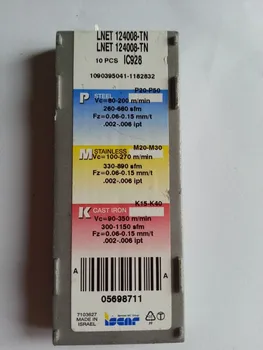 LNET 124008-TN
LNET 124008-TN
10 PCS IC928
1090395041-1182832
P STEEL P20-P50
Vc=80-200 m/min
260-660 sfm
Fz=0.06-0.15 mm/t
.002-.006 ipt
M STAINLESS M20-M30
Vc=100-270 m/min
330-890 sfm
Fz=0.06-0.15 mm/t
.002-.006 ipt
K CAST IRON K15-K40
Vc=90-350 m/min
300-1150 sfm
Fz=0.06-0.15 mm/t
.002-.006 ipt
A A
05698711
7103627
MADE IN
ISRAEL
iscar